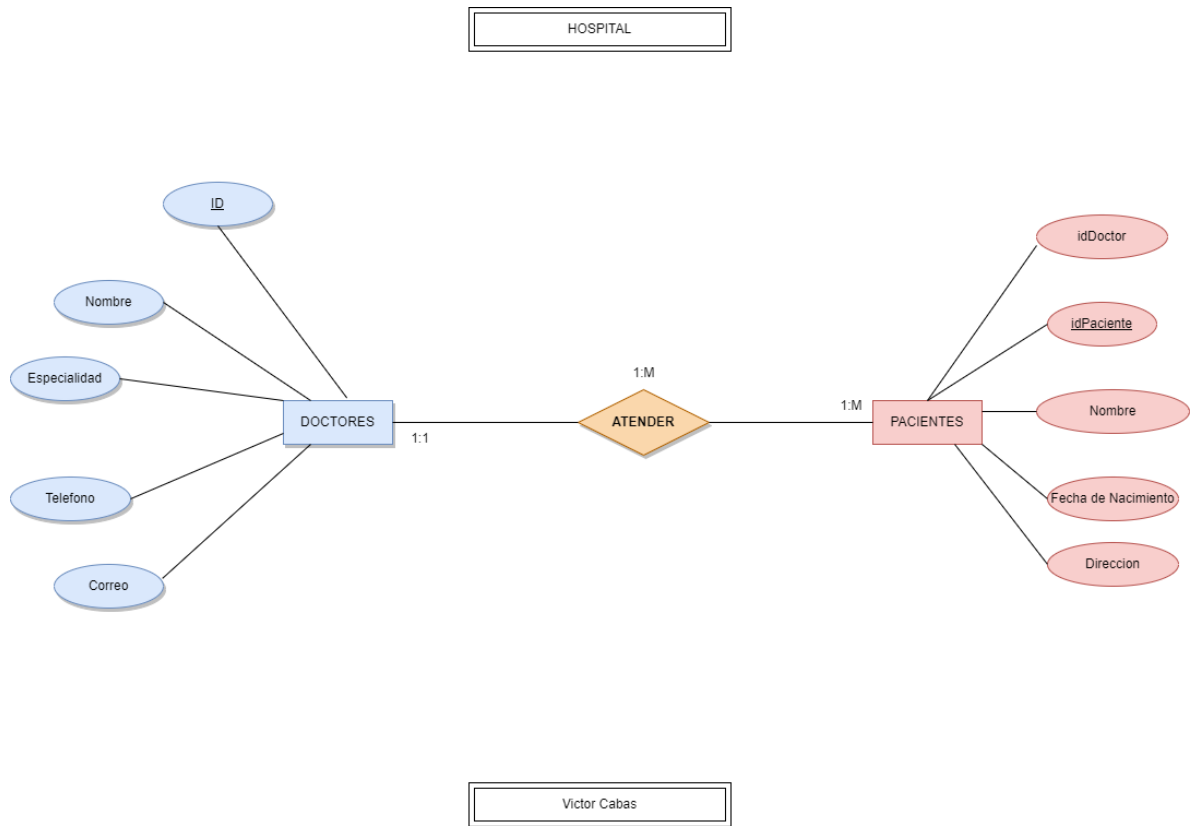 HOSPITAL
ID
Nombre
Especialidad
Telefono
Correo
DOCTORES
1:1
1:M
ATENDER
1:M
PACIENTES
idDoctor
idPaciente
Nombre
Fecha de Nacimiento
Direccion
Victor Cabas